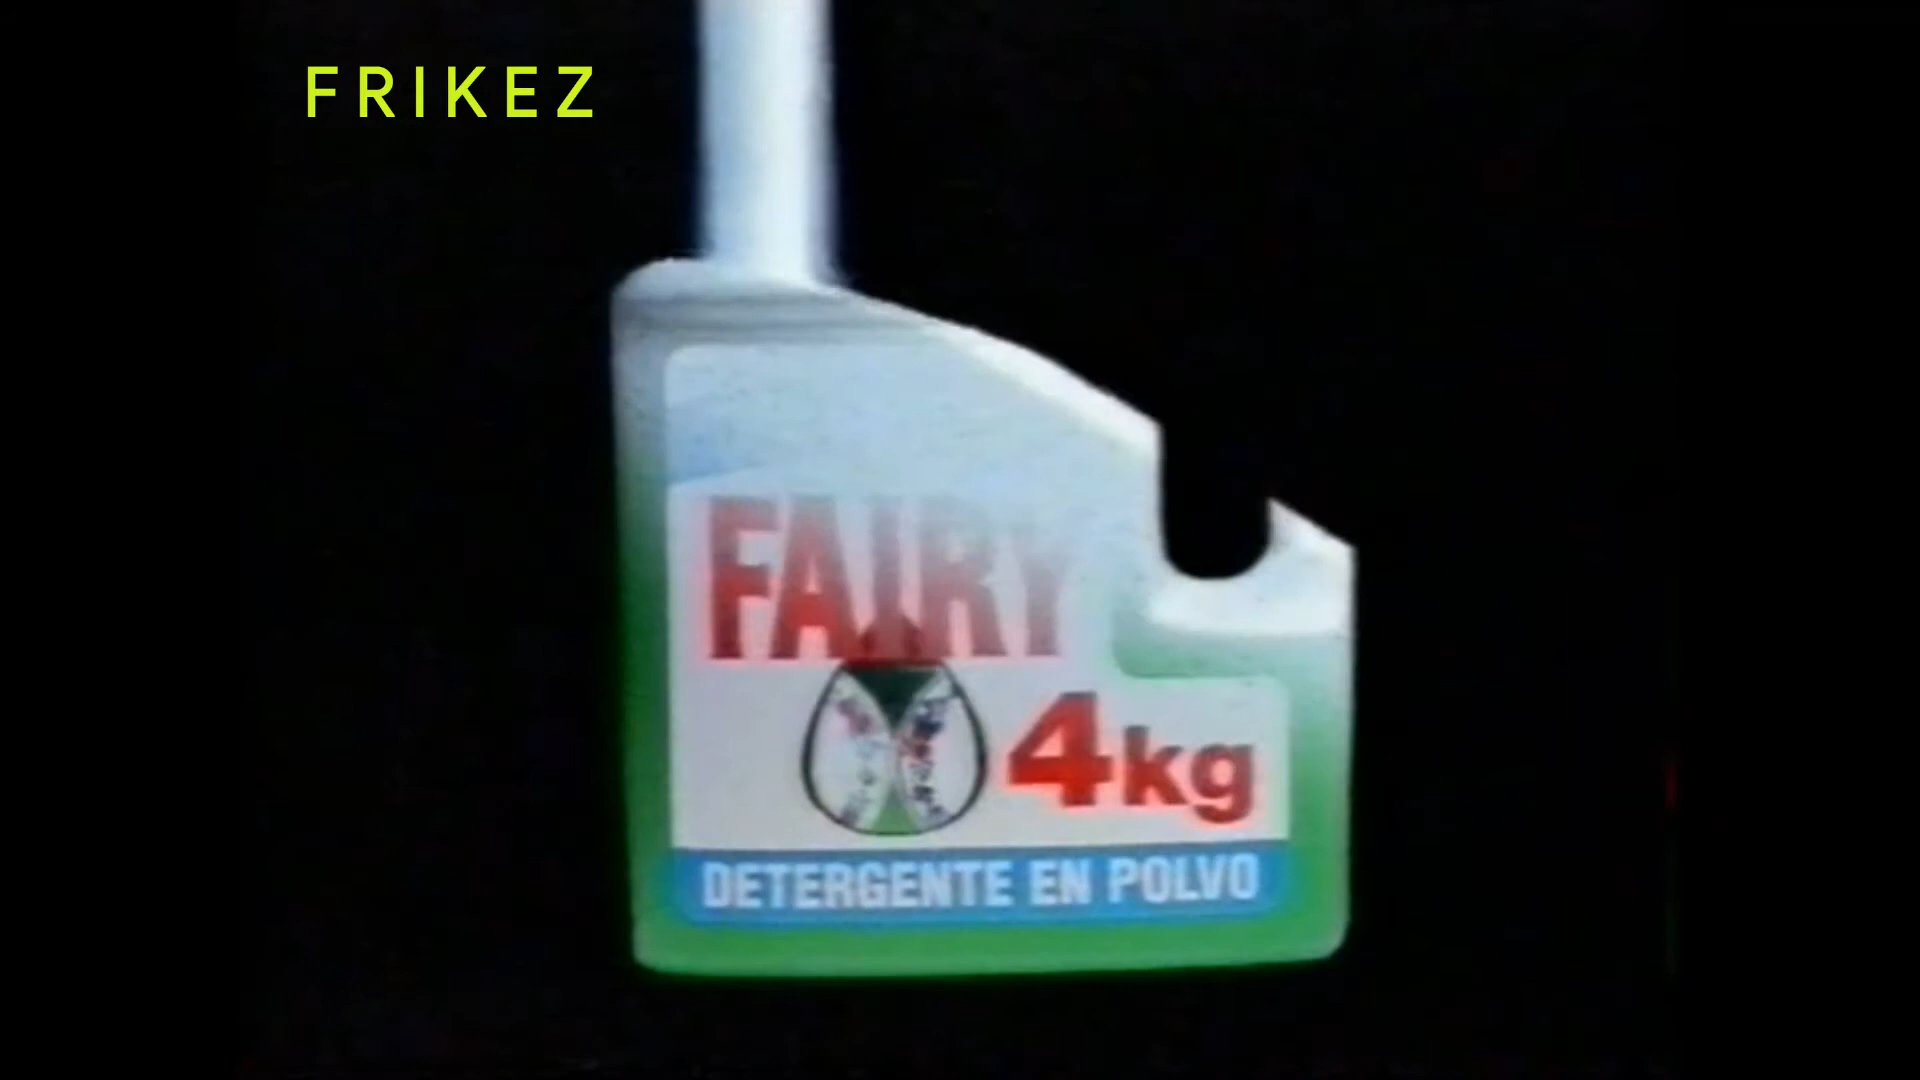 FRIKEZ
FAIRY
4kg
DETERGENTE EN POLVO